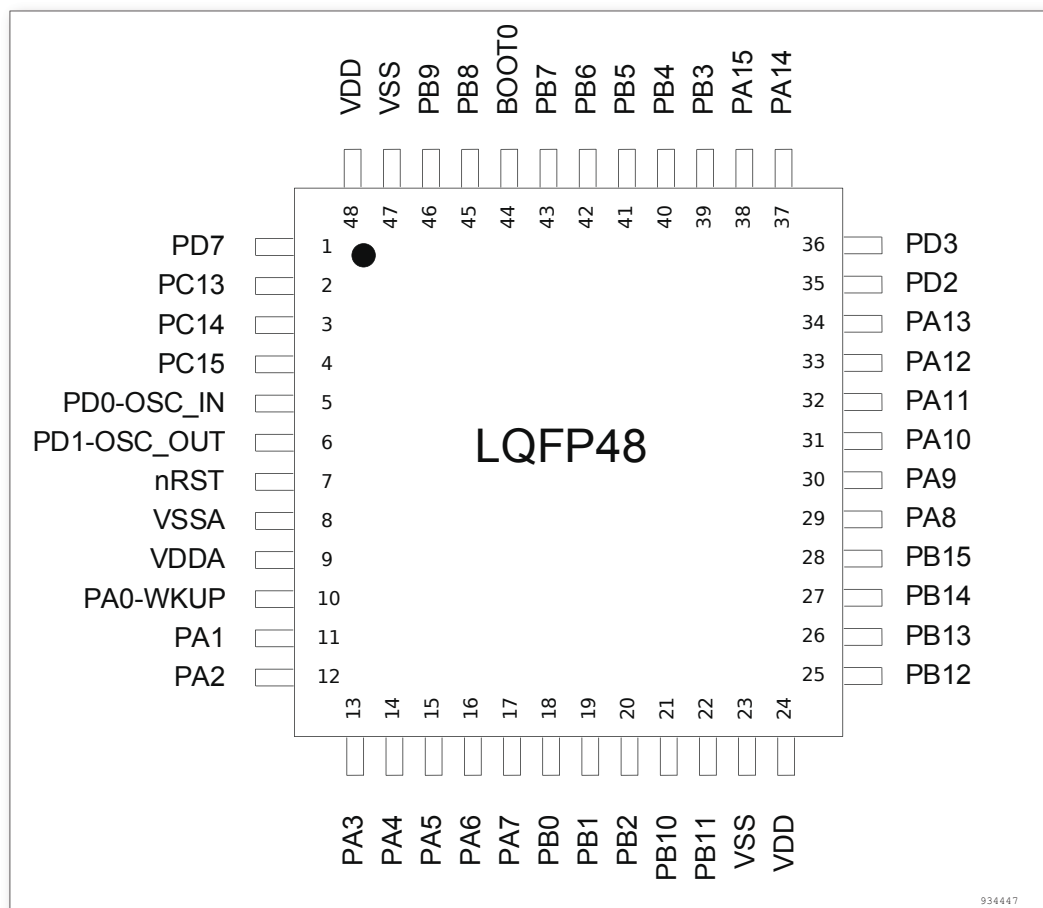 VDD
VSS
PB9
PB8
BOOT0
PB7
PB6
PB5
PB4
PB3
PA15
PA14
48
47
46
45
44
43
42
41
40
39
38
37
PD7 1
PC13 2
PC14 3
PC15 4
PD0-OSC_IN 5
PD1-OSC_OUT 6
nRST 7
VSSA 8
VDDA 9
PA0-WKUP 10
PA1 11
PA2 12
LQFP48
36 PD3
35 PD2
34 PA13
33 PA12
32 PA11
31 PA10
30 PA9
29 PA8
28 PB15
27 PB14
26 PB13
25 PB12
13
14
15
16
17
18
19
20
21
22
23
24
PA3
PA4
PA5
PA6
PA7
PB0
PB1
PB2
PB10
PB11
VSS
VDD
934447